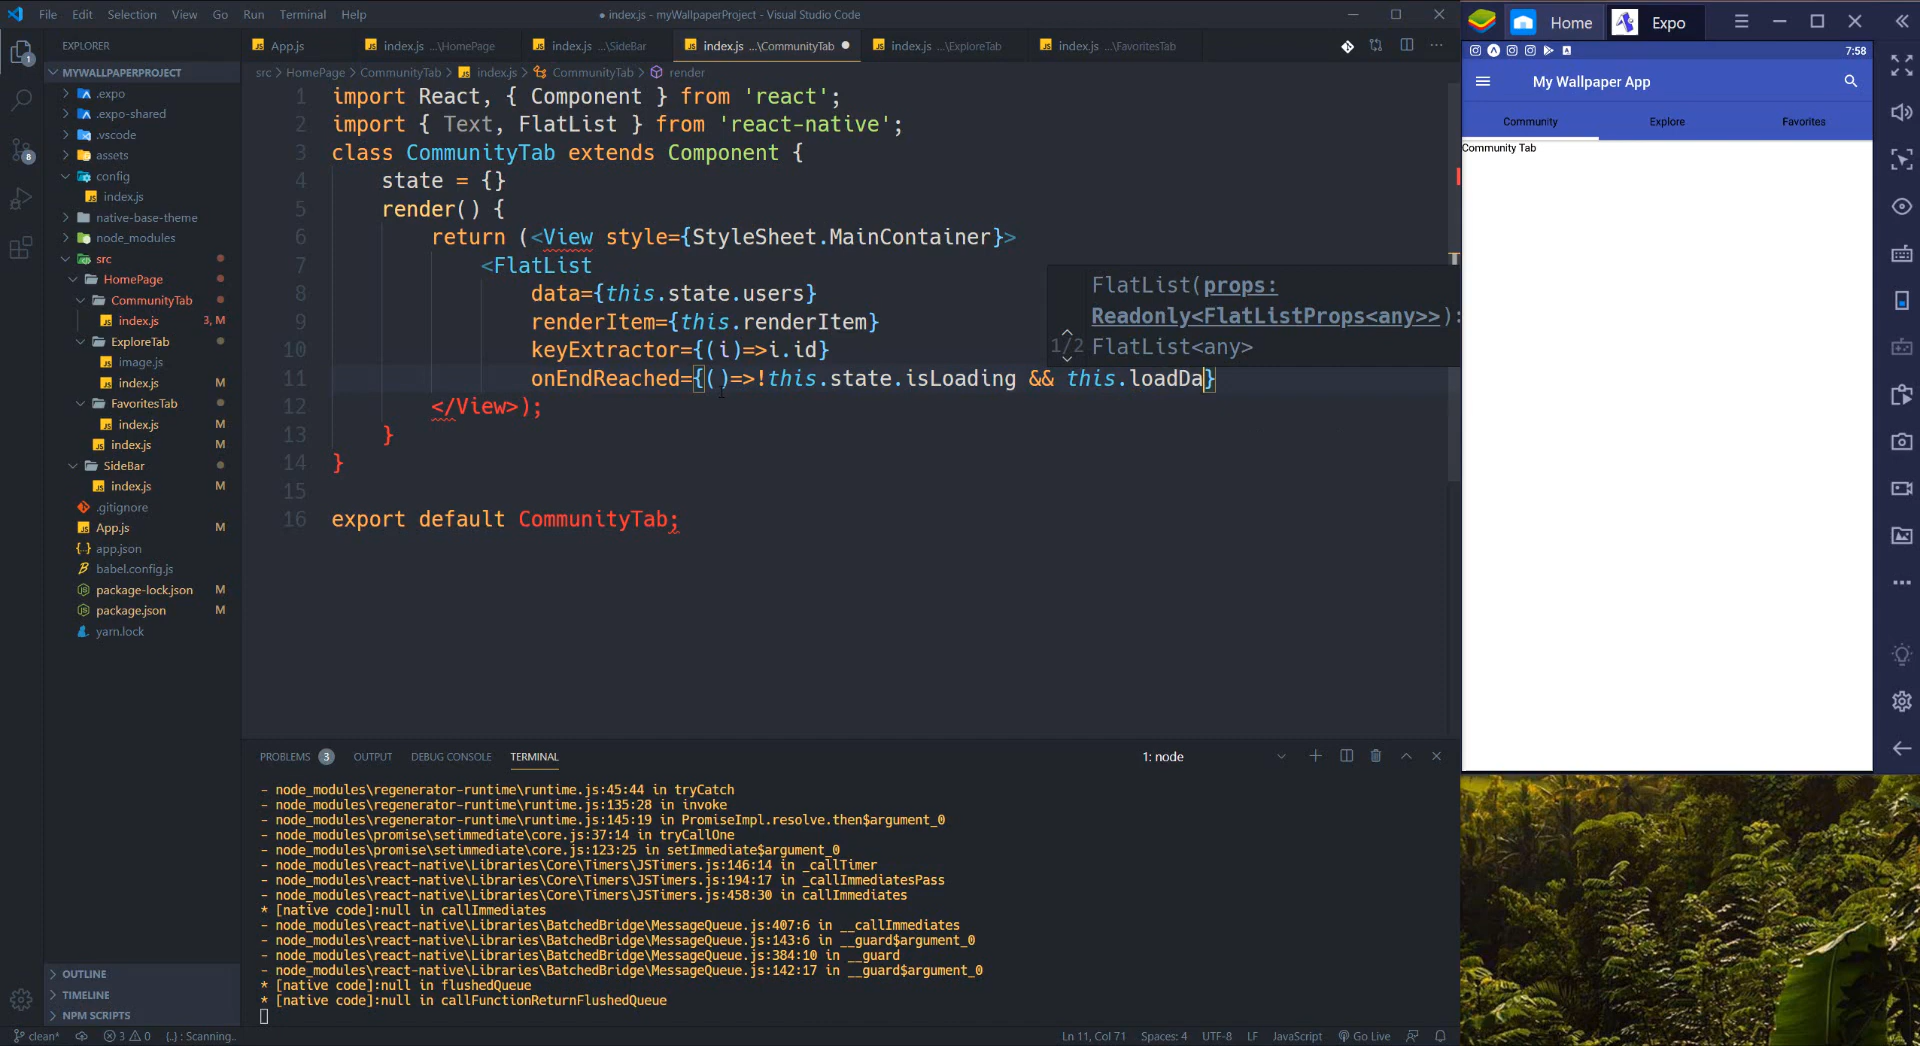 File Edit Selection View Go Run Terminal Help
● index.js - myWallpaperProject - Visual Studio Code
Home
Expo
EXPLORER
App.js
index.js ...\HomePage
index.js ...\SideBar
index.js ...\CommunityTab
index.js ...\ExploreTab
index.js ...\FavoritesTab
MYWALLPAPERPROJECT
.expo
.expo-shared
.vscode
assets
config
index.js
native-base-theme
node_modules
src
HomePage
CommunityTab
index.js 3, M
ExploreTab
image.js
index.js M
FavoritesTab
index.js M
index.js M
SideBar
index.js M
.gitignore
App.js M
app.json
babel.config.js
package-lock.json M
package.json M
yarn.lock
OUTLINE
TIMELINE
NPM SCRIPTS
src > HomePage > CommunityTab > index.js > CommunityTab > render
1 import React, { Component } from 'react';
2 import { Text, FlatList } from 'react-native';
3 class CommunityTab extends Component {
4 state = {}
5 render() {
6 return (<View style={StyleSheet.MainContainer}>
7 <FlatList
8 data={this.state.users}
9 renderItem={this.renderItem}
10 keyExtractor={(i)=>i.id}
11 onEndReached={()=>!this.state.isLoading && this.loadDa}
12 </View>);
13 }
14 }
15
16 export default CommunityTab;
FlatList(props:
Readonly<FlatListProps<any>>):
1/2 FlatList<any>
PROBLEMS 3 OUTPUT DEBUG CONSOLE TERMINAL
1: node
- node_modules\regenerator-runtime\runtime.js:45:44 in tryCatch
- node_modules\regenerator-runtime\runtime.js:135:28 in invoke
- node_modules\regenerator-runtime\runtime.js:145:19 in PromiseImpl.resolve.then$argument_0
- node_modules\promise\setimmediate\core.js:37:14 in tryCallOne
- node_modules\promise\setimmediate\core.js:123:25 in setImmediate$argument_0
- node_modules\react-native\Libraries\Core\Timers\JSTimers.js:146:14 in _callTimer
- node_modules\react-native\Libraries\Core\Timers\JSTimers.js:194:17 in _callImmediatesPass
- node_modules\react-native\Libraries\Core\Timers\JSTimers.js:458:30 in callImmediates
* [native code]:null in callImmediates
- node_modules\react-native\Libraries\BatchedBridge\MessageQueue.js:407:6 in __callImmediates
- node_modules\react-native\Libraries\BatchedBridge\MessageQueue.js:143:6 in __guard$argument_0
- node_modules\react-native\Libraries\BatchedBridge\MessageQueue.js:384:10 in __guard
- node_modules\react-native\Libraries\BatchedBridge\MessageQueue.js:142:17 in __guard$argument_0
* [native code]:null in flushedQueue
* [native code]:null in callFunctionReturnFlushedQueue
clean* 3 0 {..} : Scanning..
Ln 11, Col 71 Spaces: 4 UTF-8 LF JavaScript Go Live
7:58
My Wallpaper App
Community Explore Favorites
Community Tab
1
8